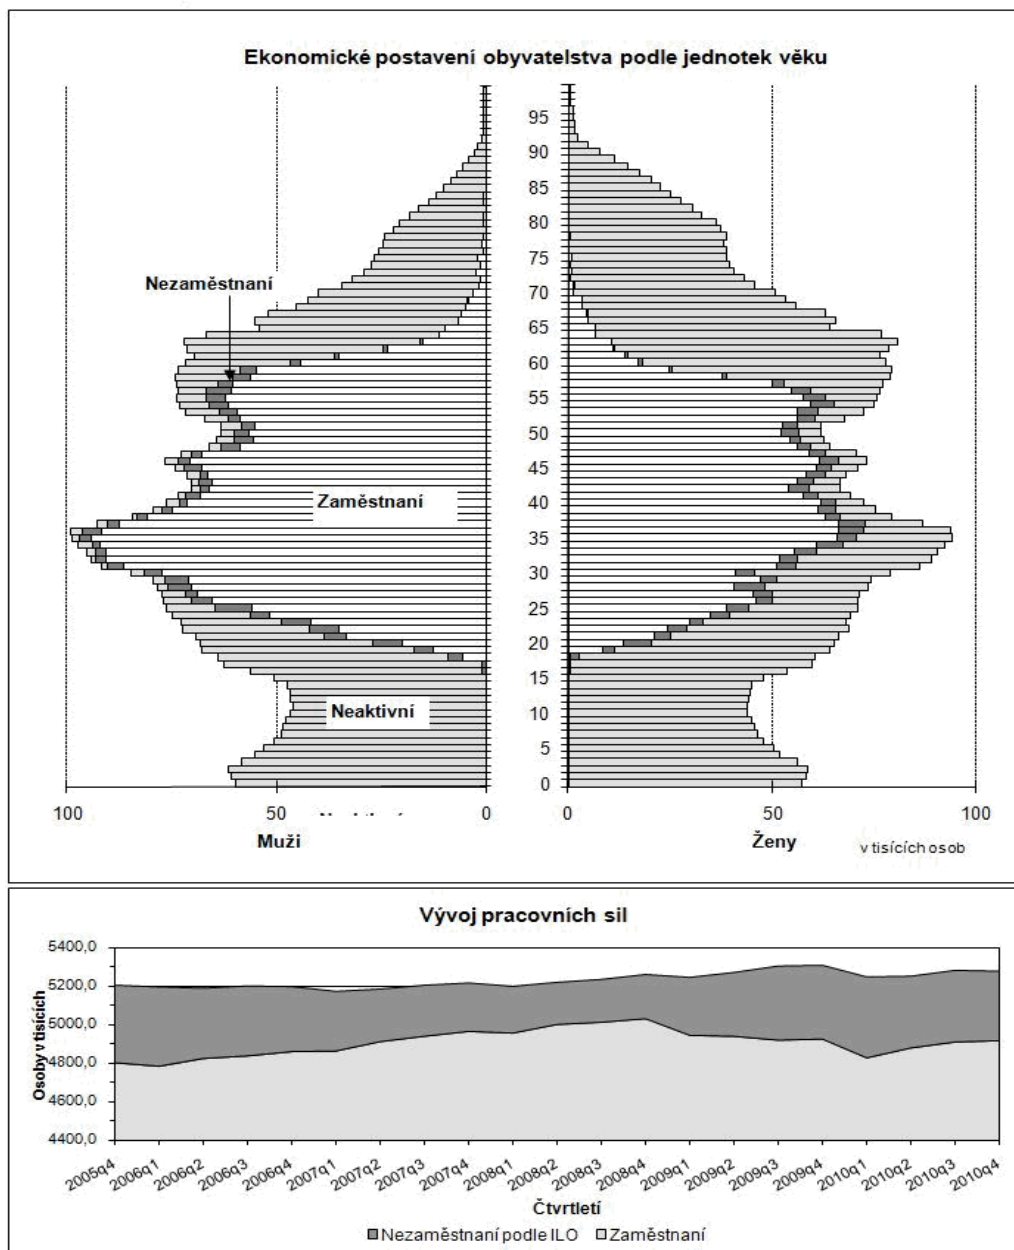 Ekonomické postavení obyvatelstva podle jednotek věku
95
90
85
80
75
70
65
60
55
50
45
40
35
30
25
20
15
10
5
0
Nezaměstnaní
Zaměstnaní
Neaktivní
100 50 0 0 50 100
Muži Ženy v tisících osob
Vývoj pracovních sil
Osoby v tisících
5400,0
5200,0
5000,0
4800,0
4600,0
4400,0
2005q4 2006q1 2006q2 2006q3 2006q4 2007q1 2007q2 2007q3 2007q4 2008q1 2008q2 2008q3 2008q4 2009q1 2009q2 2009q3 2009q4 2010q1 2010q2 2010q3 2010q4
Čtvrtletí
Nezaměstnaní podle ILO Zaměstnaní